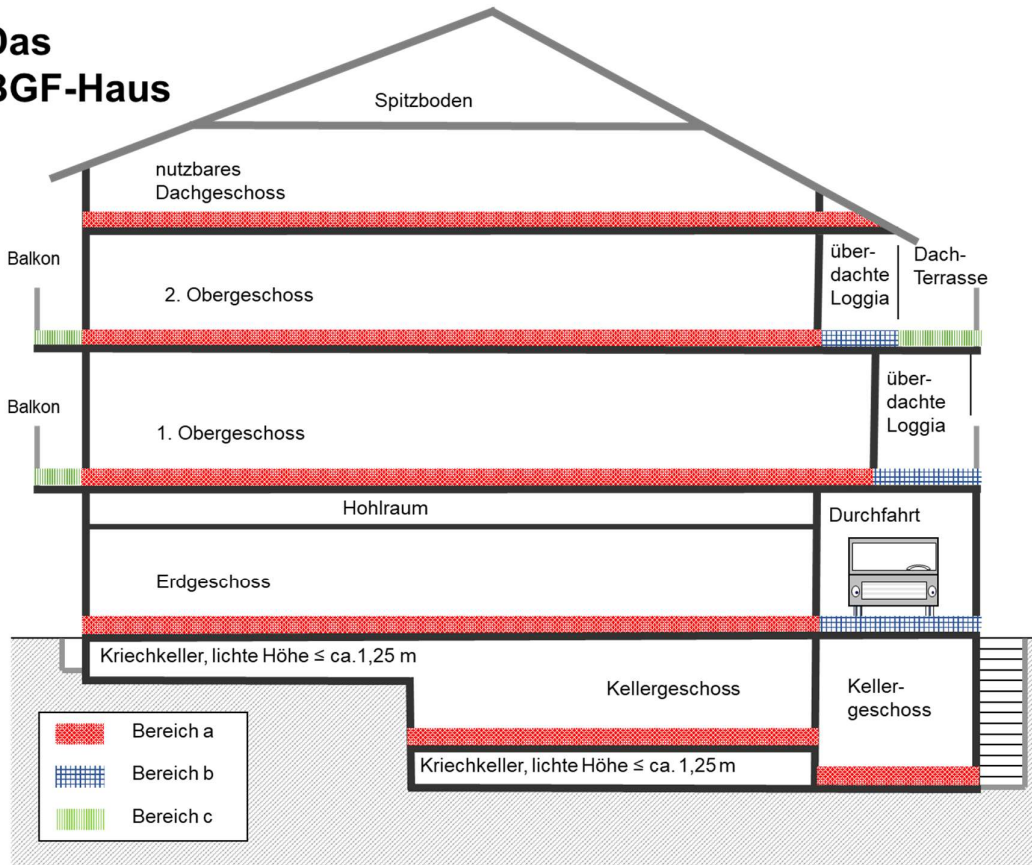 Das
BGF-Haus
Spitzboden
nutzbares
Dachgeschoss
Balkon
2. Obergeschoss
über-
dachte
Loggia
Dach-
Terrasse
Balkon
1. Obergeschoss
über-
dachte
Loggia
Hohlraum
Durchfahrt
Erdgeschoss
Kriechkeller, lichte Höhe ≤ ca.1,25 m
Kellergeschoss
Keller-
geschoss
Kriechkeller, lichte Höhe ≤ ca. 1,25 m
Bereich a
Bereich b
Bereich c